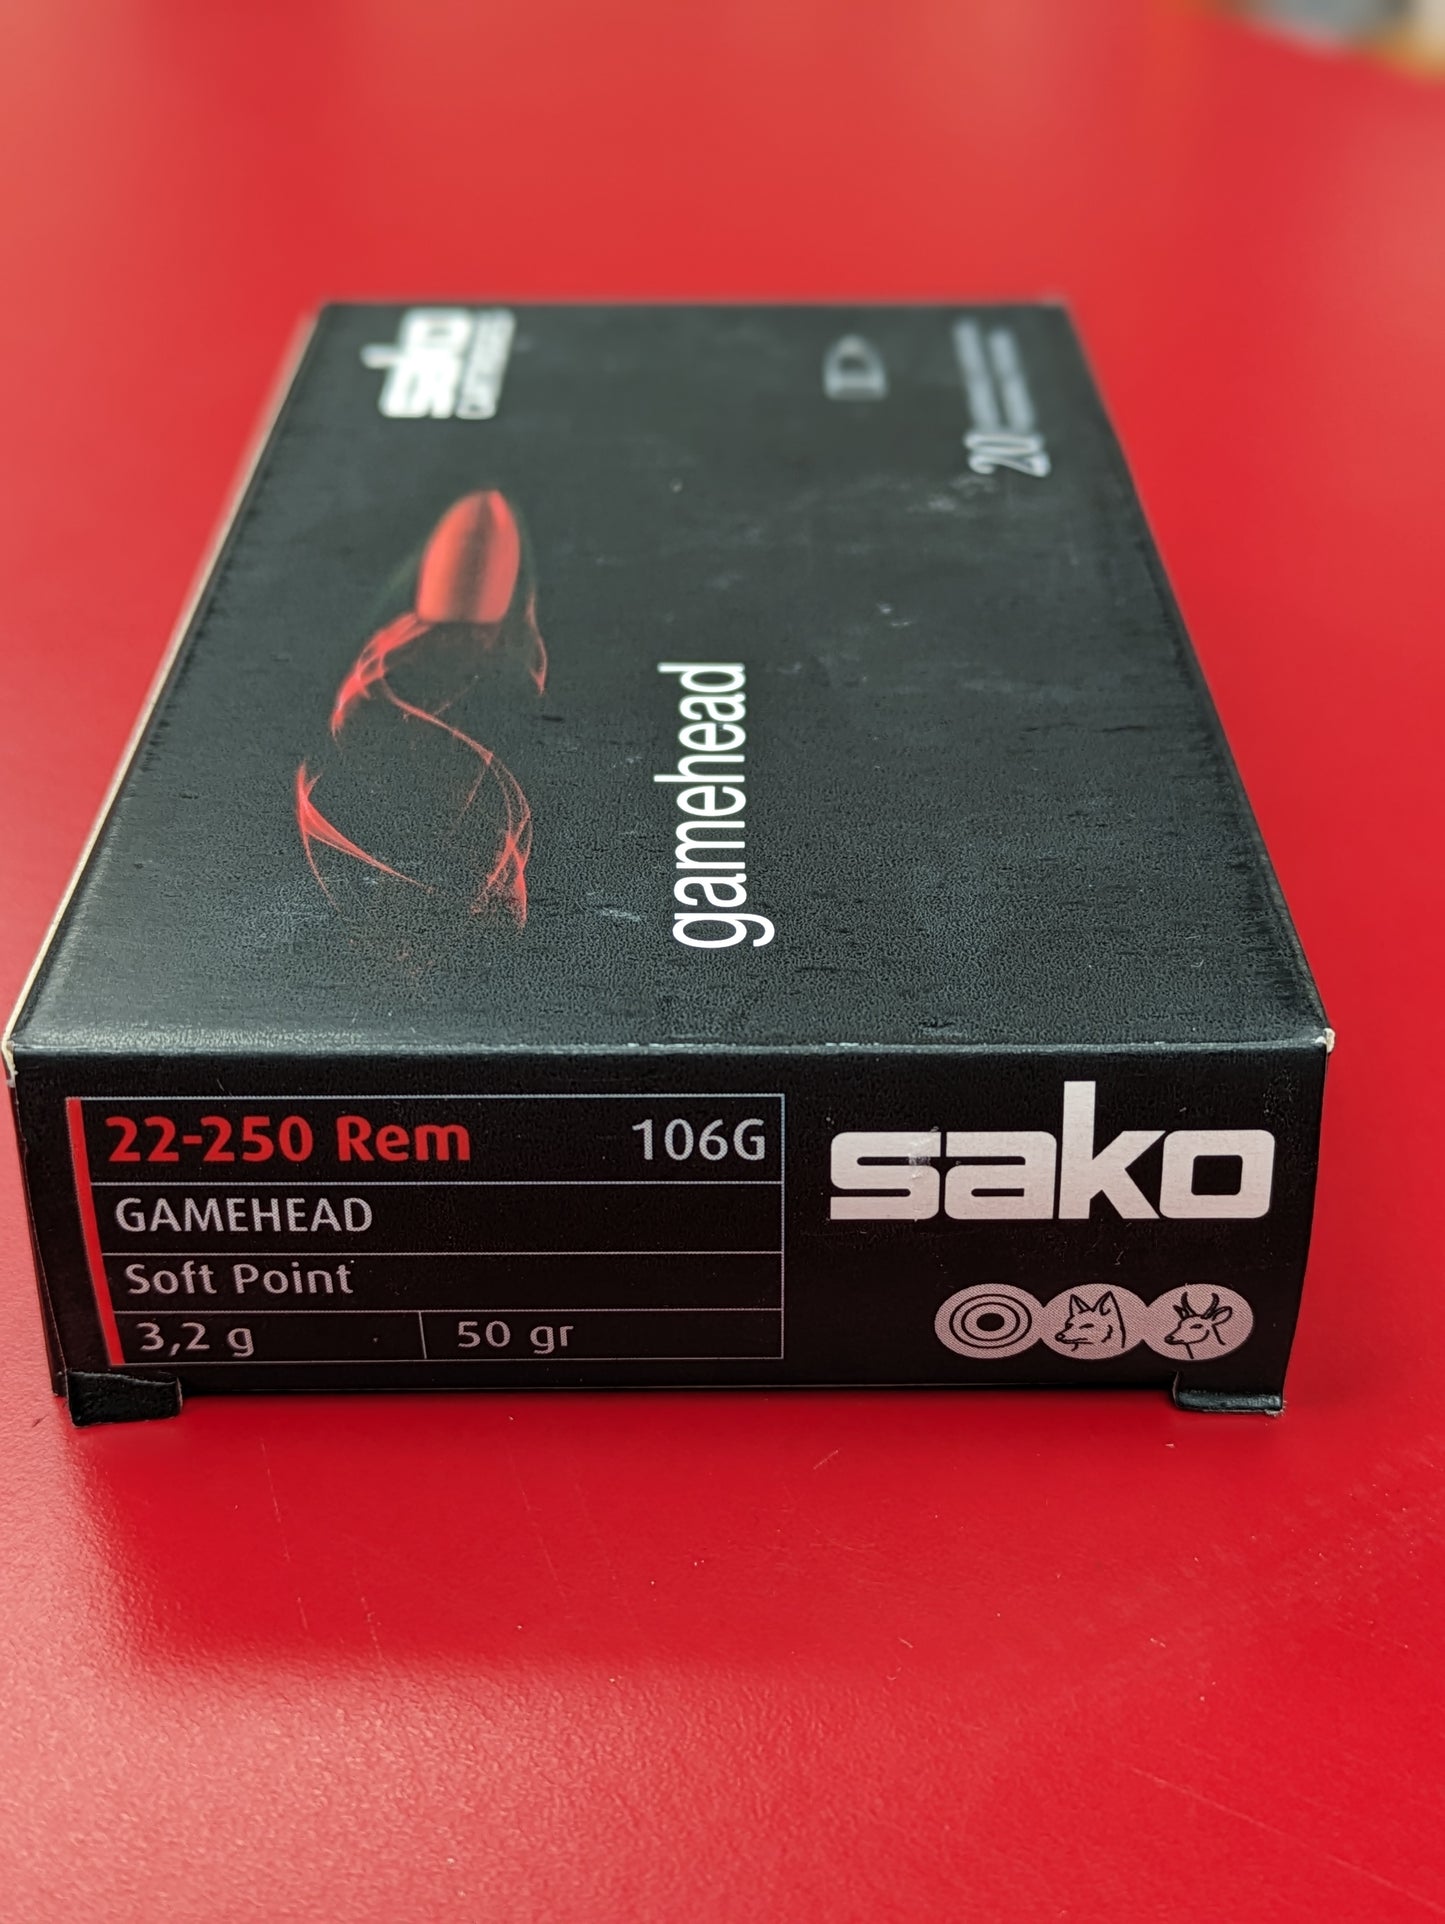 sako
gamehead
20
22-250 Rem 106G
GAMEHEAD
Soft Point
3,2 g 50 gr
sako